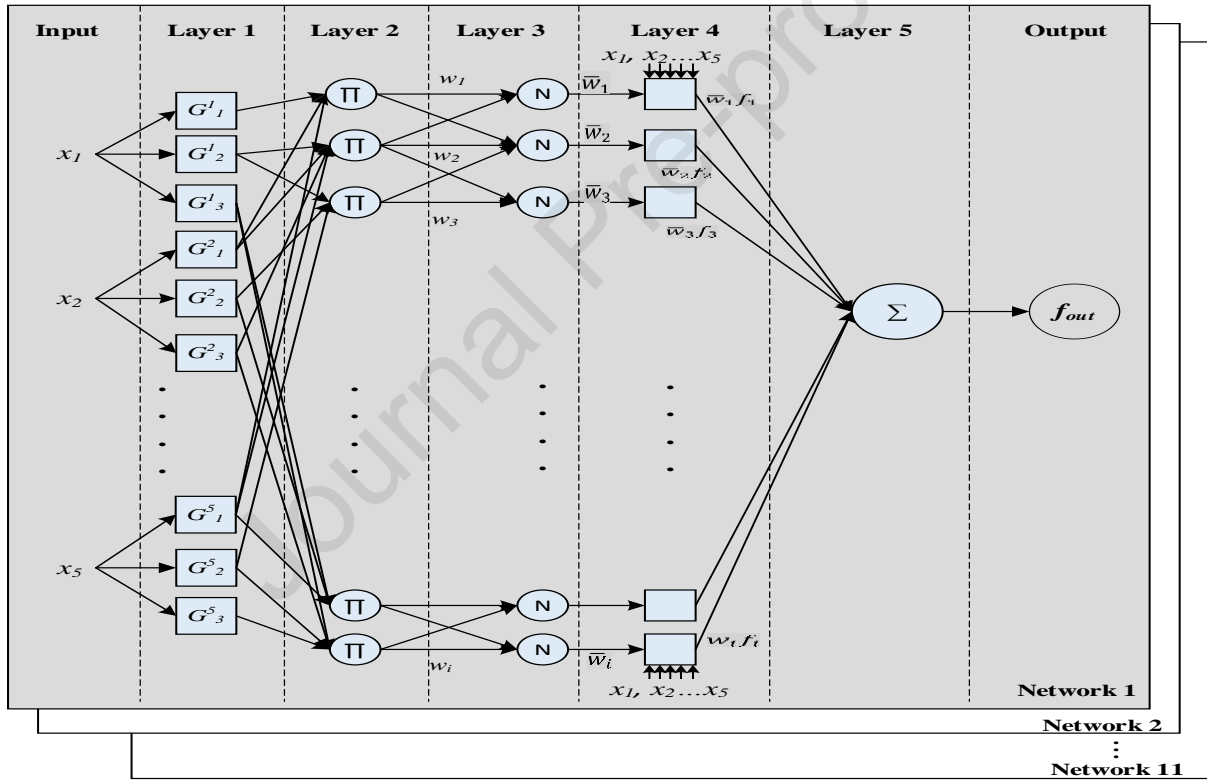 Input Layer 1 Layer 2 Layer 3 Layer 4 Layer 5 Output
x1, x2...x5
G¹1
Π
w1
N
w̅1
w̅1f1
x1
G¹2
Π
w2
N
w̅2
w̅2f2
G¹3
Π
w3
N
w̅3
w̅3f3
G²1
x2
G²2
Σ
fout
G²3
G⁵1
x5
G⁵2
G⁵3
Π
N
Π
wi
N
w̅i
wifi
x1, x2...x5
Network 1
Network 2
Network 11
Journal Pre-pro